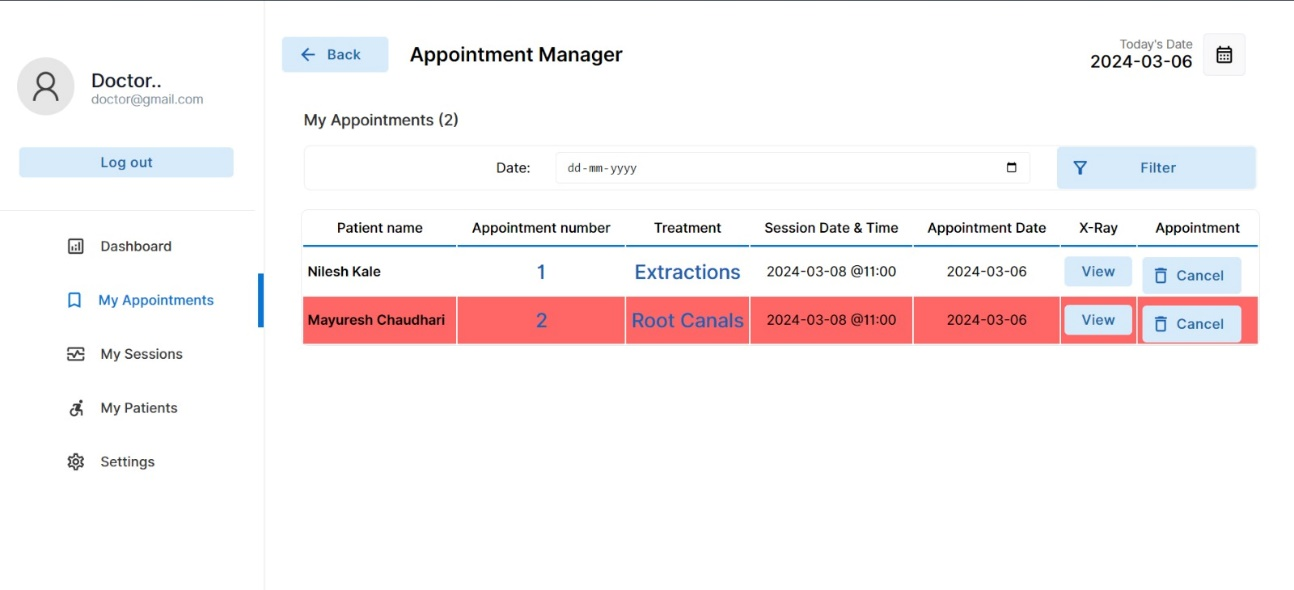 Doctor..
doctor@gmail.com
Log out
Dashboard
My Appointments
My Sessions
My Patients
Settings
Back
Appointment Manager
Today's Date
2024-03-06
My Appointments (2)
Date:
dd-mm-yyyy
Filter
Patient name Appointment number Treatment Session Date & Time Appointment Date X-Ray Appointment
Nilesh Kale 1 Extractions 2024-03-08 @11:00 2024-03-06 View Cancel
Mayuresh Chaudhari 2 Root Canals 2024-03-08 @11:00 2024-03-06 View Cancel